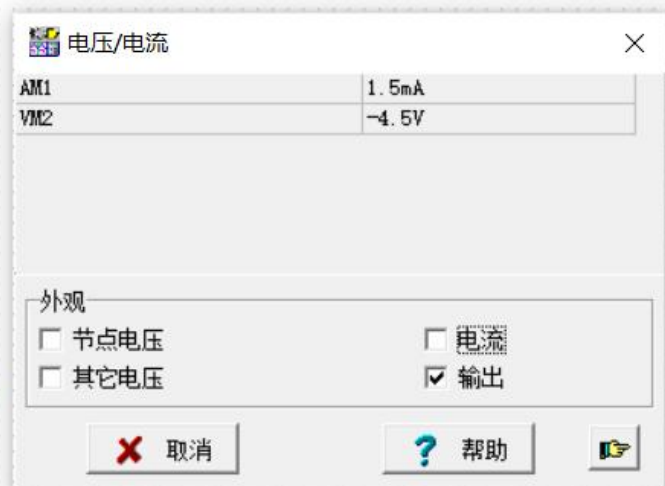 电压/电流
AM1 1.5mA
VM2 -4.5V
外观
节点电压 电流
其它电压 输出
取消 ? 帮助